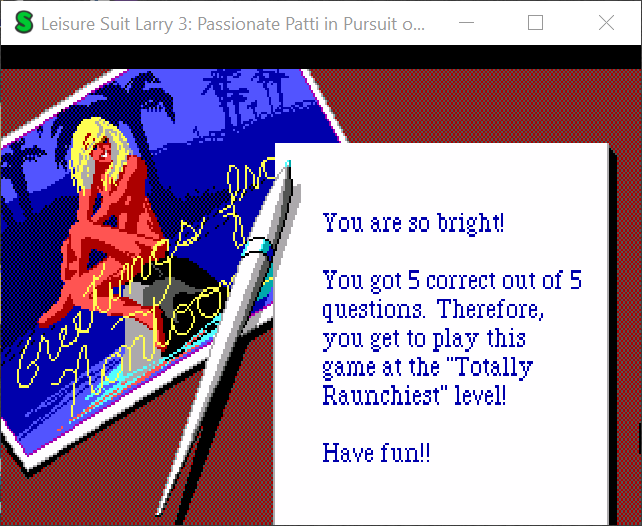 Leisure Suit Larry 3: Passionate Patti in Pursuit o...
Greetings from
You are so bright!
You got 5 correct out of 5
questions. Therefore,
you get to play this
game at the "Totally
Raunchiest" level!
Have fun!!